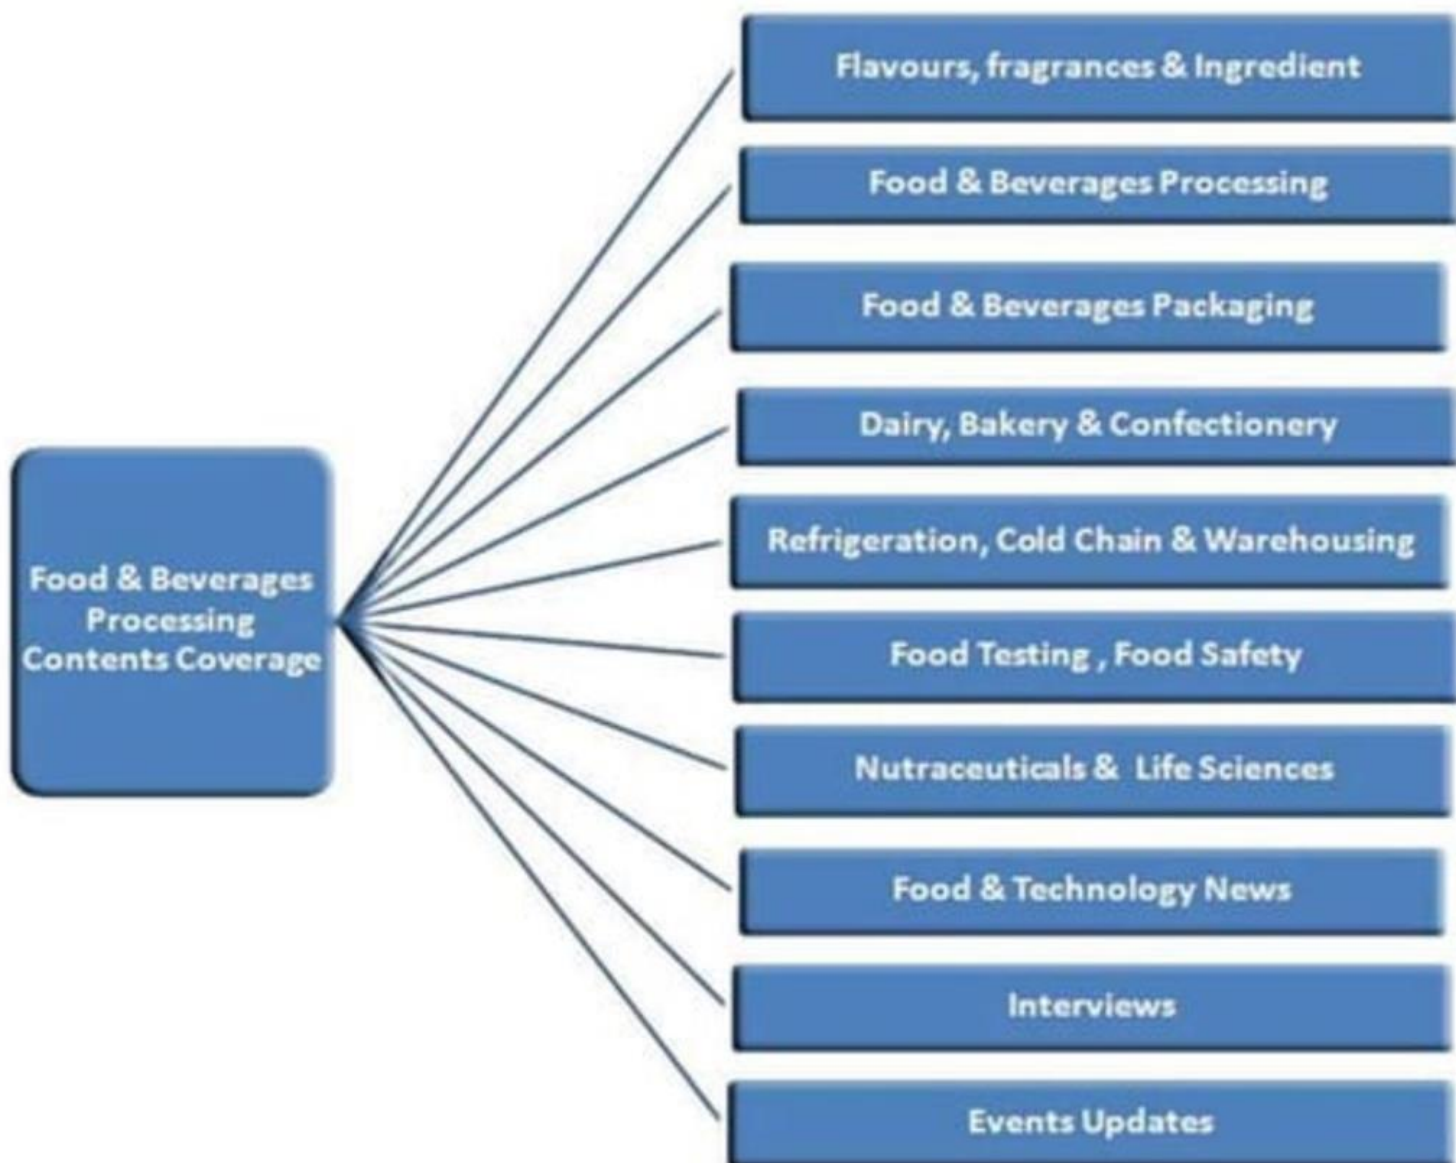 Flavours, fragrances & Ingredient
Food & Beverages Processing
Food & Beverages Packaging
Dairy, Bakery & Confectionery
Refrigeration, Cold Chain & Warehousing
Food & Beverages
Processing
Contents Coverage
Food Testing , Food Safety
Nutraceuticals & Life Sciences
Food & Technology News
Interviews
Events Updates